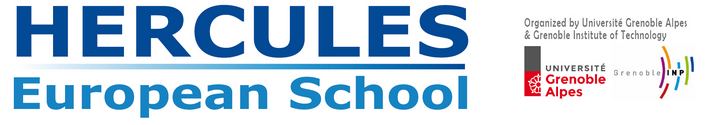 HERCULES
European School
Organized by Université Grenoble Alpes
& Grenoble Institute of Technology
UNIVERSITÉ
Grenoble
Alpes
Grenoble INP